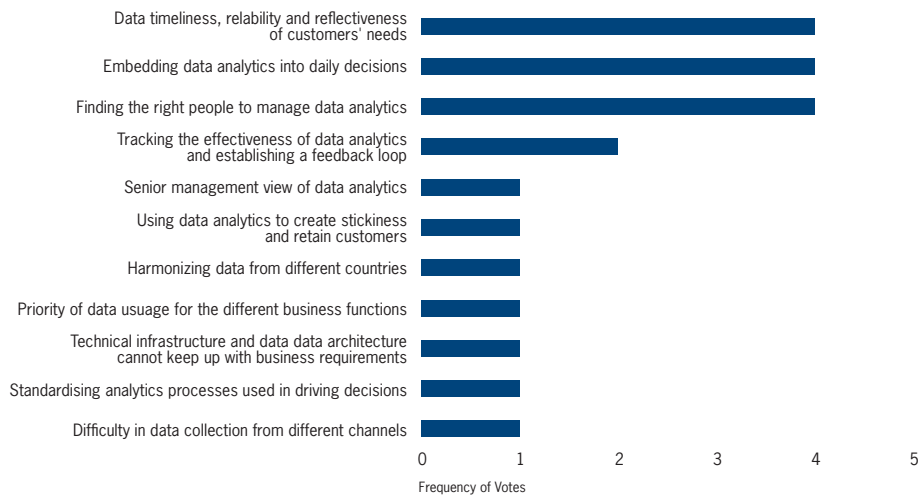 Data timeliness, relability and reflectiveness
of customers' needs
Embedding data analytics into daily decisions
Finding the right people to manage data analytics
Tracking the effectiveness of data analytics
and establishing a feedback loop
Senior management view of data analytics
Using data analytics to create stickiness
and retain customers
Harmonizing data from different countries
Priority of data usuage for the different business functions
Technical infrastructure and data data architecture
cannot keep up with business requirements
Standardising analytics processes used in driving decisions
Difficulty in data collection from different channels
0 1 2 3 4 5
Frequency of Votes